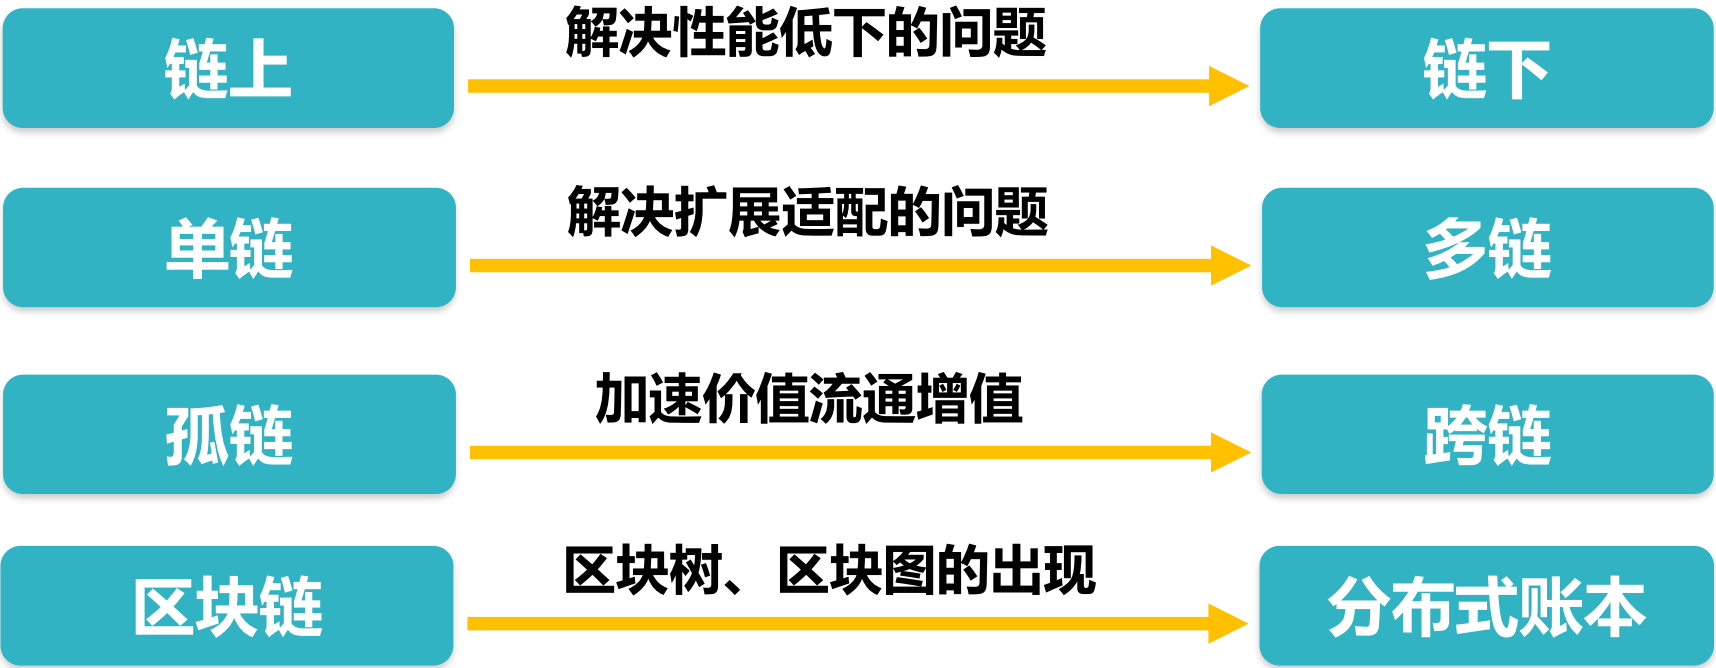 链上
解决性能低下的问题
链下
单链
解决扩展适配的问题
多链
孤链
加速价值流通增值
跨链
区块链
区块树、区块图的出现
分布式账本